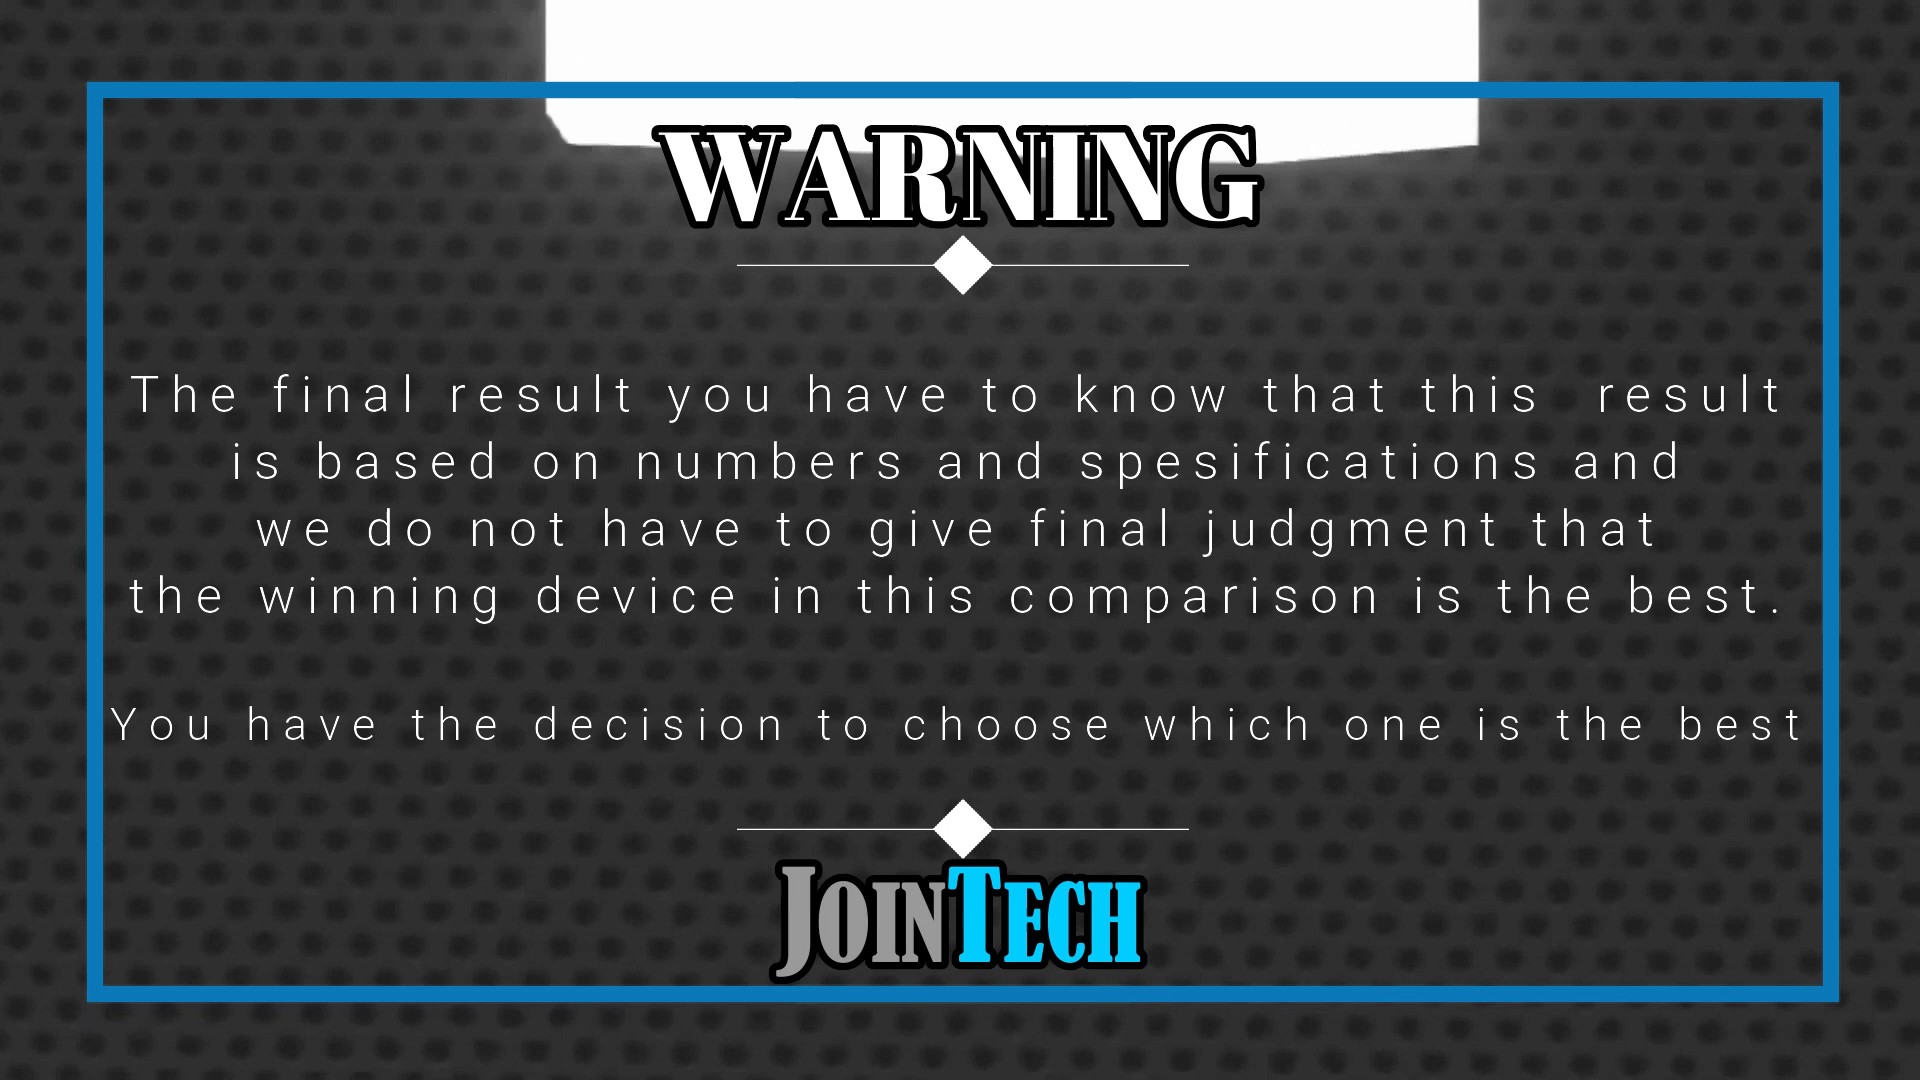 WARNING
The final result you have to know that this result
is based on numbers and spesifications and
we do not have to give final judgment that
the winning device in this comparison is the best.
You have the decision to choose which one is the best
JOINTECH